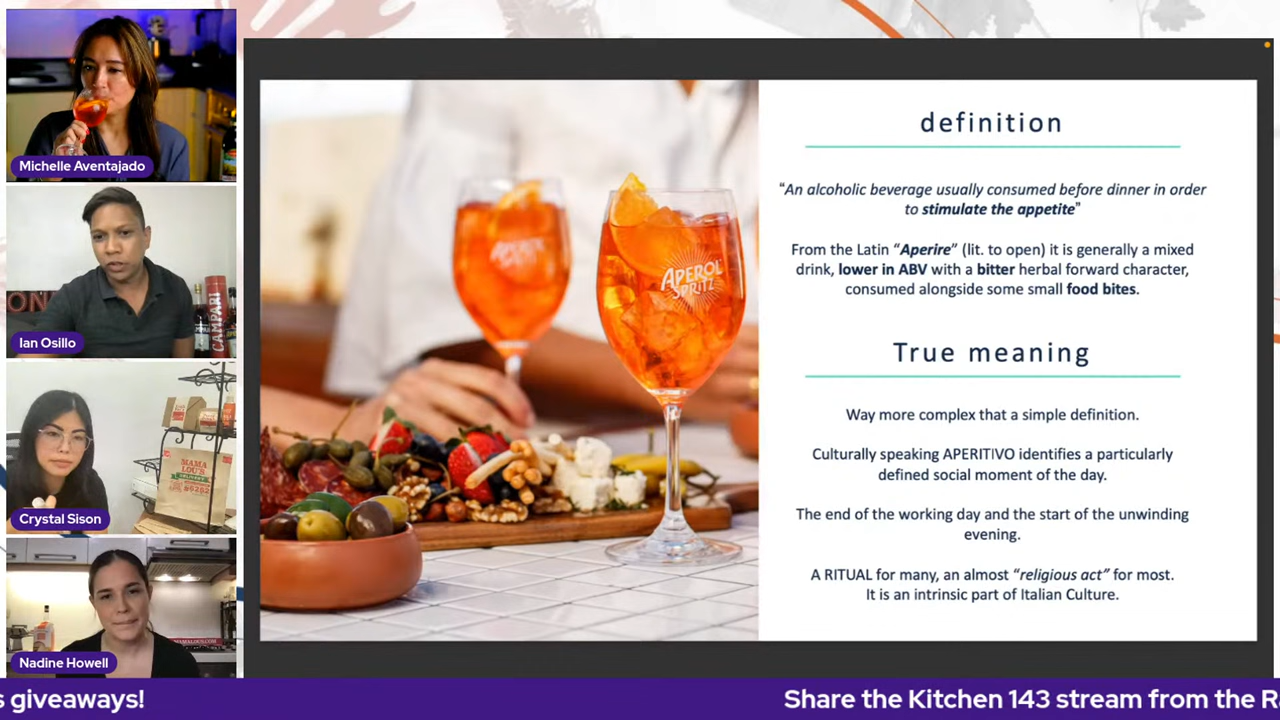 Michelle Aventajado
Ian Osillo
CAMPARI
Crystal Sison
MAMA
LOU'S
Nadine Howell
APEROL
SPRITZ
APEROL
SPRITZ
definition
“An alcoholic beverage usually consumed before dinner in order
to stimulate the appetite”
From the Latin “Aperire” (lit. to open) it is generally a mixed
drink, lower in ABV with a bitter herbal forward character,
consumed alongside some small food bites.
True meaning
Way more complex that a simple definition.
Culturally speaking APERITIVO identifies a particularly
defined social moment of the day.
The end of the working day and the start of the unwinding
evening.
A RITUAL for many, an almost “religious act” for most.
It is an intrinsic part of Italian Culture.
s giveaways!
Share the Kitchen 143 stream from the R